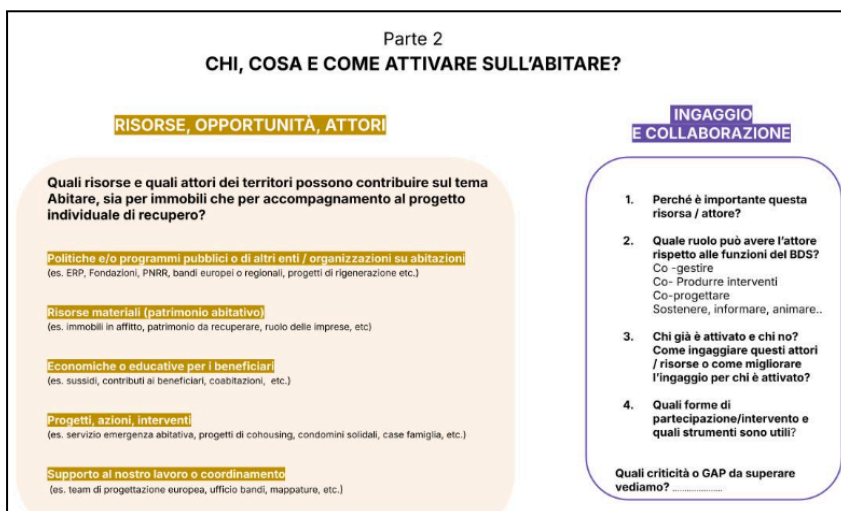 Parte 2
CHI, COSA E COME ATTIVARE SULL'ABITARE?
RISORSE, OPPORTUNITÀ, ATTORI
Quali risorse e quali attori dei territori possono contribuire sul tema
Abitare, sia per immobili che per accompagnamento al progetto
individuale di recupero?
Politiche e/o programmi pubblici o di altri enti / organizzazioni su abitazioni
(es. ERP, Fondazioni, PNRR, bandi europei o regionali, progetti di rigenerazione etc.)
Risorse materiali (patrimonio abitativo)
(es. immobili in affitto, patrimonio da recuperare, ruolo delle imprese, etc)
Economiche o educative per i beneficiari
(es. sussidi, contributi ai beneficiari, coabitazioni, etc.)
Progetti, azioni, interventi
(es. servizio emergenza abitativa, progetti di cohousing, condomini solidali, case famiglia, etc.)
Supporto al nostro lavoro o coordinamento
(es. team di progettazione europea, ufficio bandi, mappature, etc.)
INGAGGIO
E COLLABORAZIONE
1. Perché è importante questa
risorsa / attore?
2. Quale ruolo può avere l'attore
rispetto alle funzioni del BDS?
Co -gestire
Co- Produrre interventi
Co-progettare
Sostenere, informare, animare..
3. Chi già è attivato e chi no?
Come ingaggiare questi attori
/ risorse o come migliorare
l'ingaggio per chi è attivato?
4. Quali forme di
partecipazione/intervento e
quali strumenti sono utili?
Quali criticità o GAP da superare
vediamo? .....................